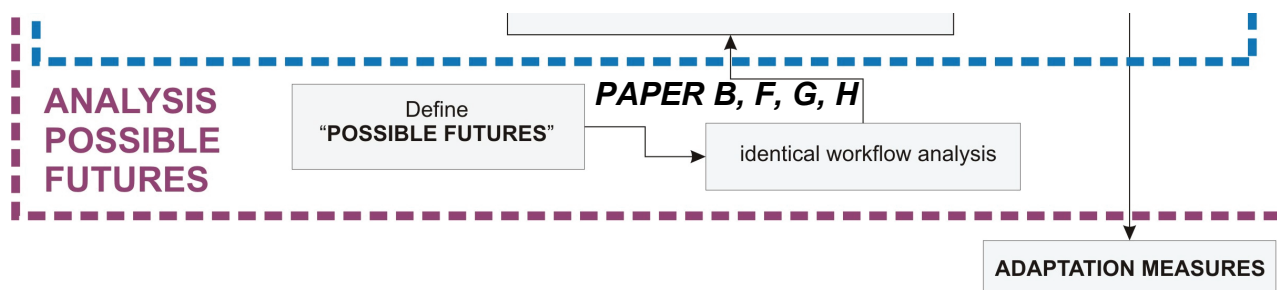 PAPER B, F, G, H
ANALYSIS
POSSIBLE
FUTURES
Define
“POSSIBLE FUTURES”
identical workflow analysis
ADAPTATION MEASURES